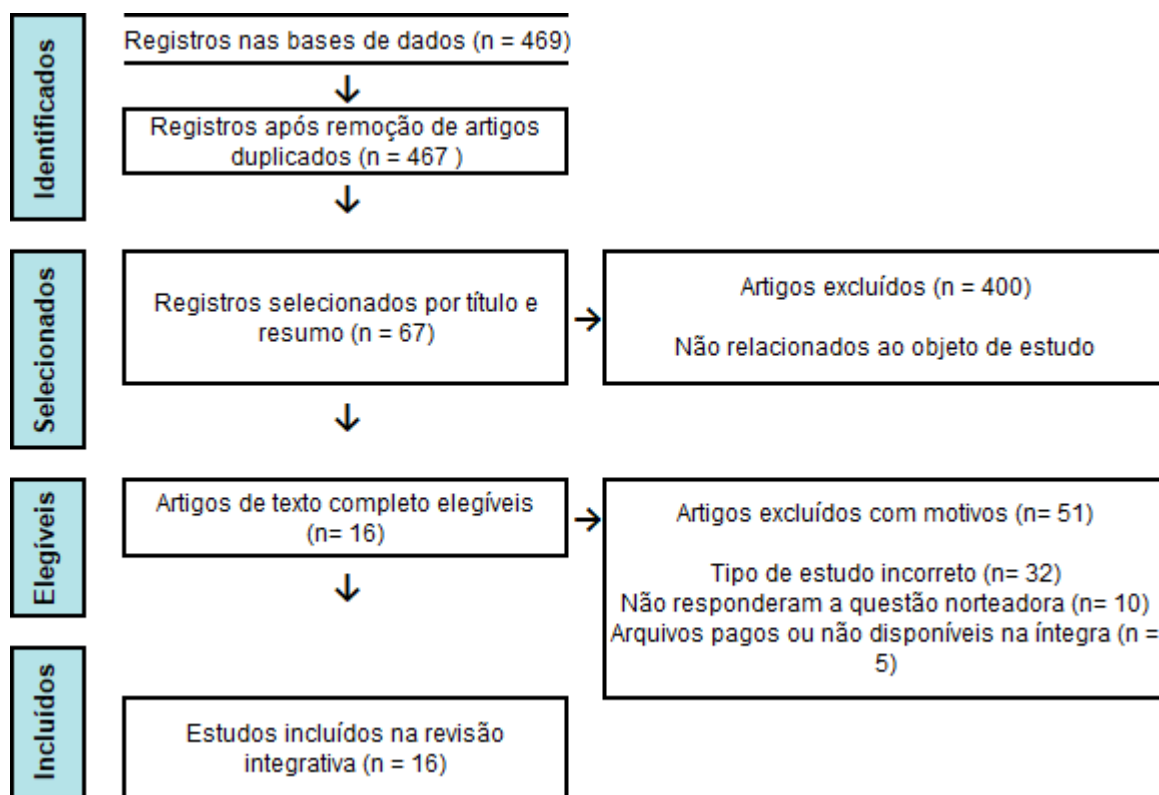 Identificados
Registros nas bases de dados (n = 469)
Registros após remoção de artigos
duplicados (n = 467 )
Selecionados
Registros selecionados por título e
resumo (n = 67)
Artigos excluídos (n = 400)
Não relacionados ao objeto de estudo
Elegíveis
Artigos de texto completo elegíveis
(n= 16)
Artigos excluídos com motivos (n= 51)
Tipo de estudo incorreto (n= 32)
Não responderam a questão norteadora (n= 10)
Arquivos pagos ou não disponíveis na íntegra (n =
5)
Incluídos
Estudos incluídos na revisão
integrativa (n = 16)